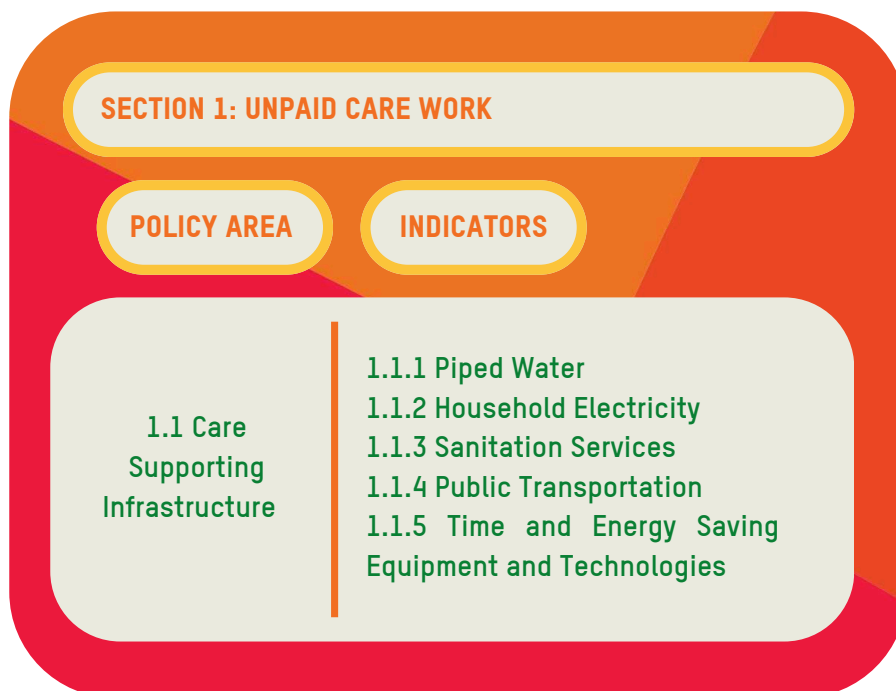 SECTION 1: UNPAID CARE WORK
POLICY AREA
INDICATORS
1.1 Care
Supporting
Infrastructure
1.1.1 Piped Water
1.1.2 Household Electricity
1.1.3 Sanitation Services
1.1.4 Public Transportation
1.1.5 Time and Energy Saving
Equipment and Technologies